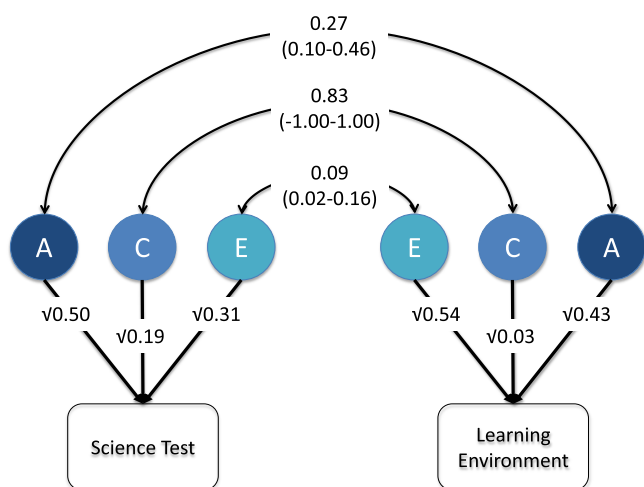 0.27
(0.10-0.46)
0.83
(-1.00-1.00)
0.09
(0.02-0.16)
A
C
E
E
C
A
√0.50
√0.19
√0.31
√0.54
√0.03
√0.43
Science Test
Learning
Environment